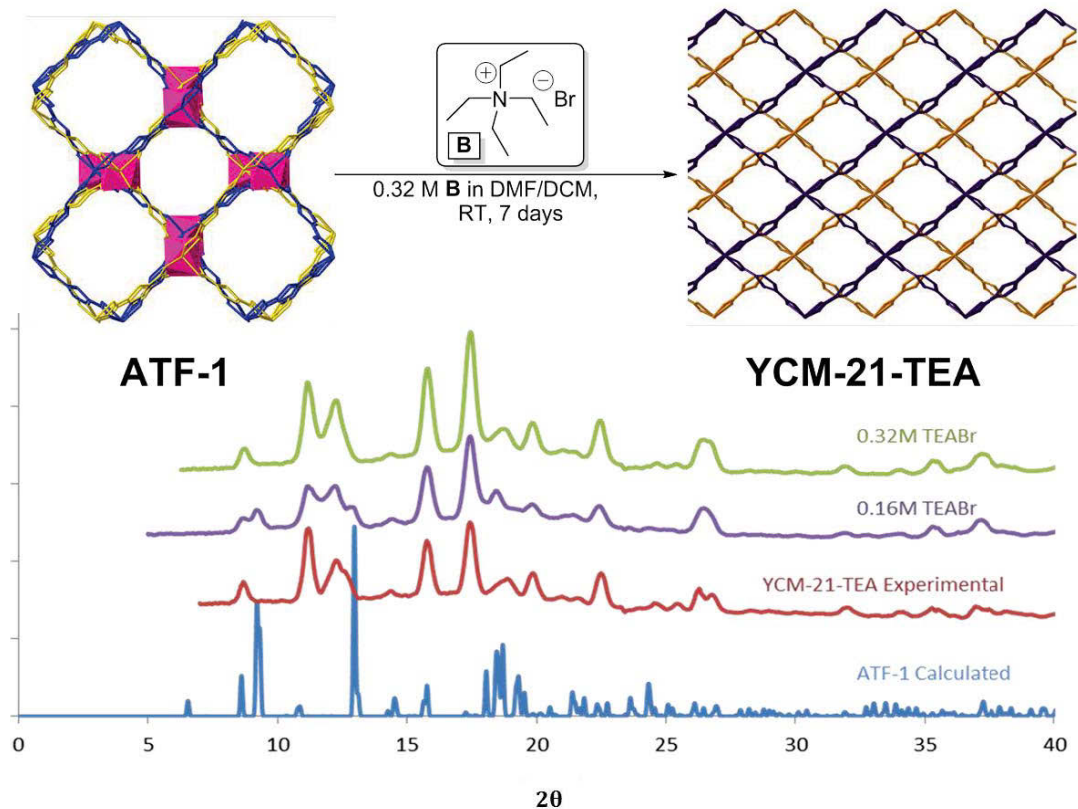 N
Br
B
0.32 M B in DMF/DCM,
RT, 7 days
ATF-1
YCM-21-TEA
0.32M TEABr
0.16M TEABr
YCM-21-TEA Experimental
ATF-1 Calculated
0 5 10 15 20 25 30 35 40
2θ